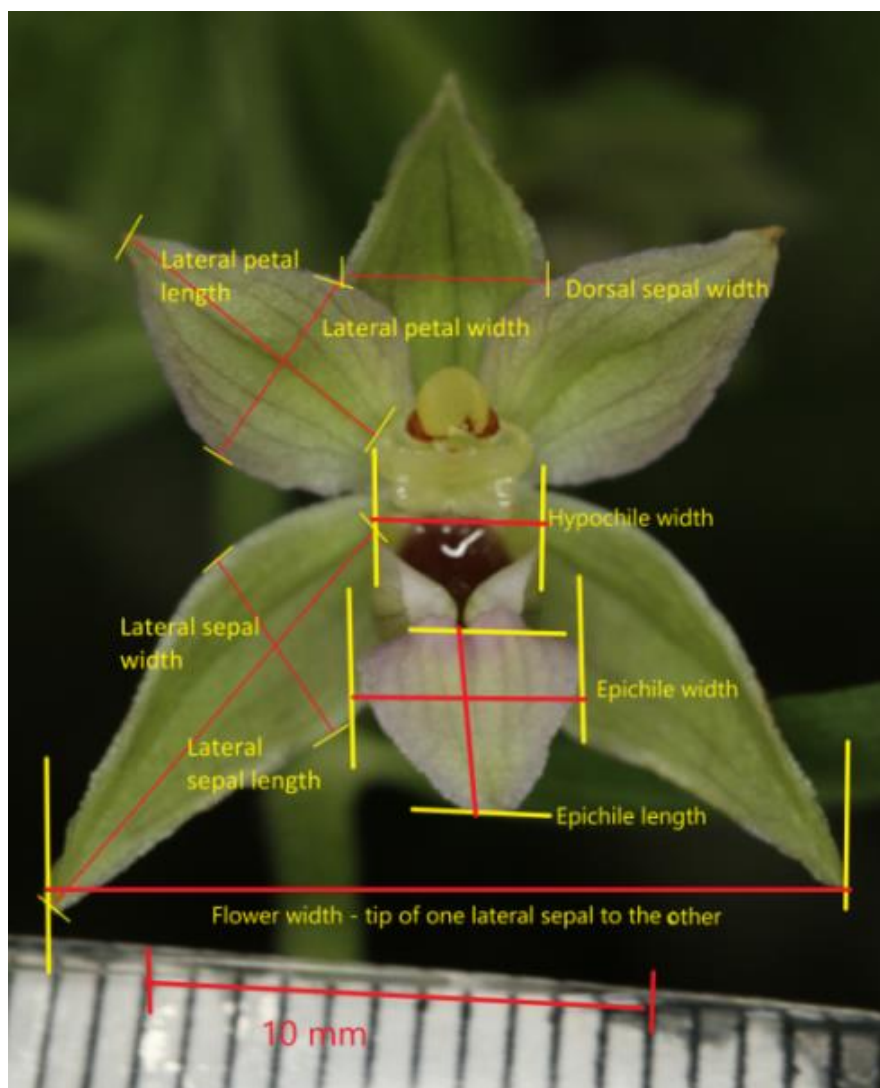 Lateral petal
length
Dorsal sepal width
Lateral petal width
Hypochile width
Lateral sepal
width
Epichile width
Lateral
sepal length
Epichile length
Flower width - tip of one lateral sepal to the other
10 mm